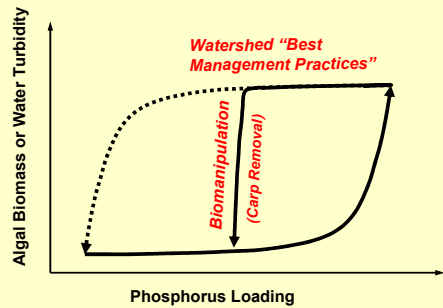 Watershed “Best
Management Practices”
Algal Biomass or Water Turbidity
Biomanipulation
(Carp Removal)
Phosphorus Loading